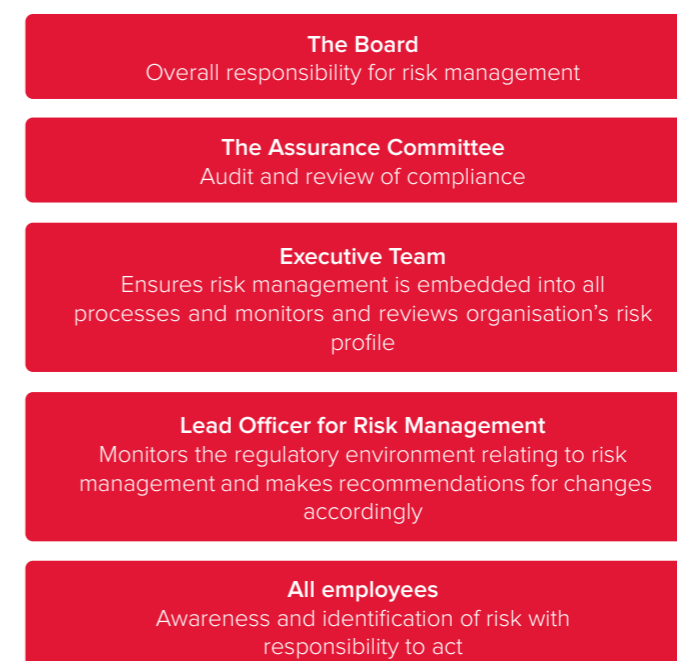 The Board
Overall responsibility for risk management
The Assurance Committee
Audit and review of compliance
Executive Team
Ensures risk management is embedded into all
processes and monitors and reviews organisation’s risk
profile
Lead Officer for Risk Management
Monitors the regulatory environment relating to risk
management and makes recommendations for changes
accordingly
All employees
Awareness and identification of risk with
responsibility to act